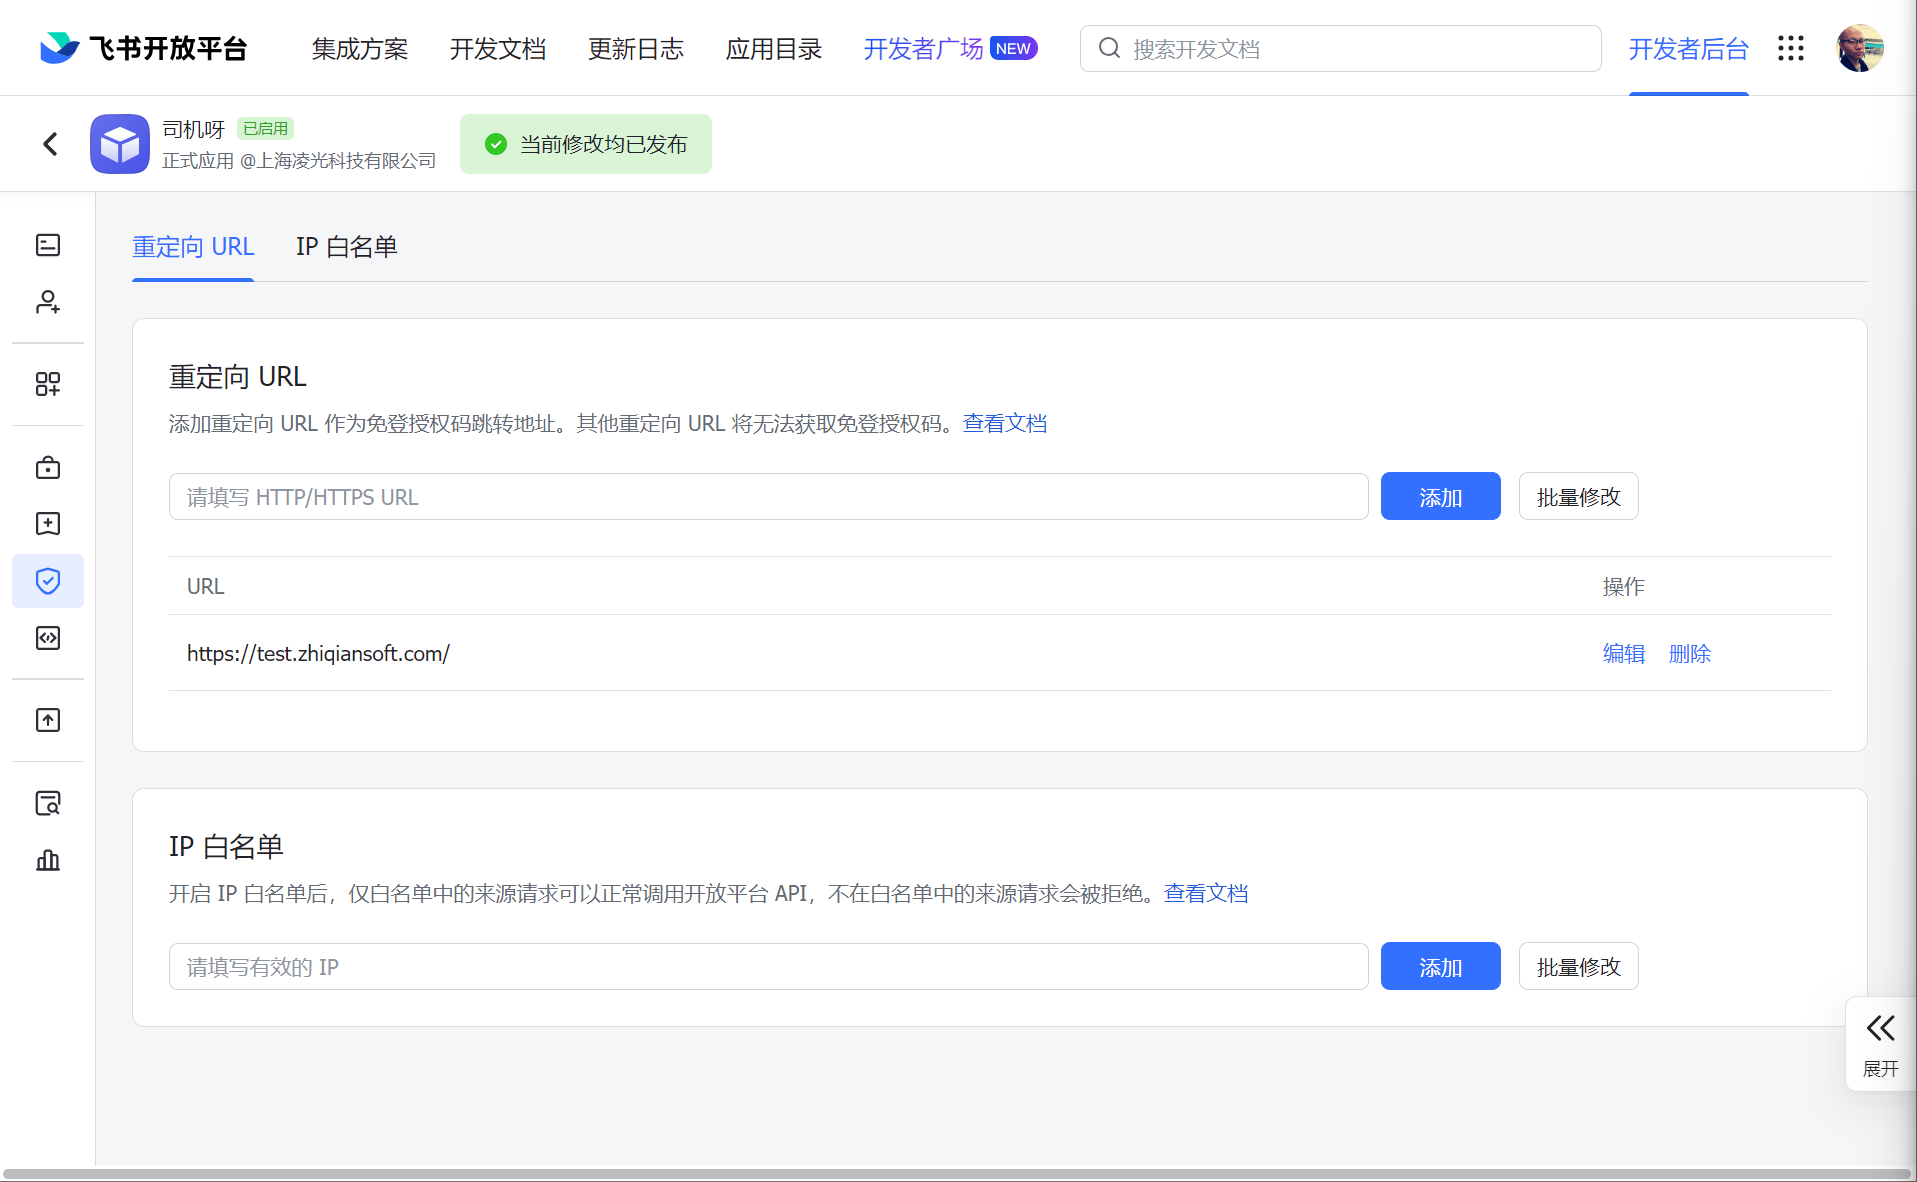 飞书开放平台
集成方案
开发文档
更新日志
应用目录
开发者广场 NEW
搜索开发文档
开发者后台
司机呀 已启用
正式应用 @上海凌光科技有限公司
当前修改均已发布
重定向 URL
IP 白名单
重定向 URL
添加重定向 URL 作为免登授权码跳转地址。其他重定向 URL 将无法获取免登授权码。查看文档
请填写 HTTP/HTTPS URL
添加
批量修改
URL
操作
https://test.zhiqiansoft.com/
编辑
删除
IP 白名单
开启 IP 白名单后，仅白名单中的来源请求可以正常调用开放平台 API，不在白名单中的来源请求会被拒绝。查看文档
请填写有效的 IP
添加
批量修改
展开